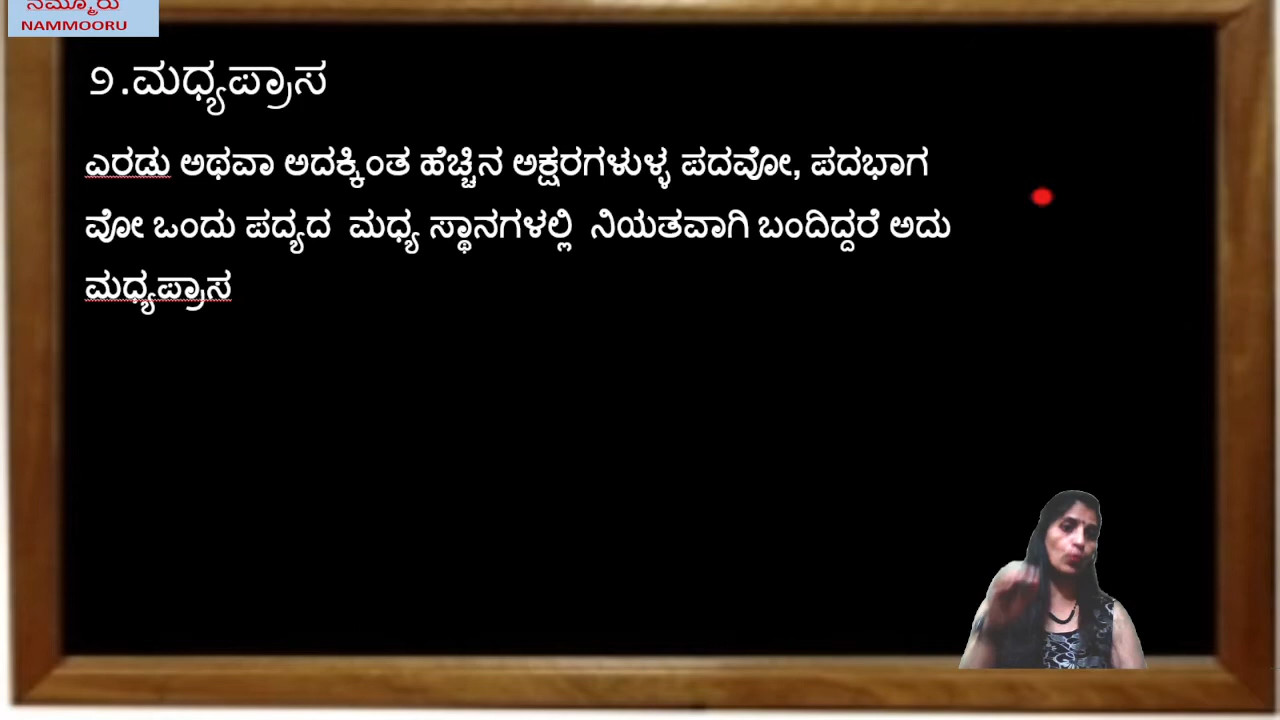 ನಮ್ಮೂರು
NAMMOORU
೨.ಮಧ್ಯಪ್ರಾಸ
ಎರಡು ಅಥವಾ ಅದಕ್ಕಿಂತ ಹೆಚ್ಚಿನ ಅಕ್ಷರಗಳುಳ್ಳ ಪದವೋ, ಪದಭಾಗ
ವೋ ಒಂದು ಪದ್ಯದ ಮಧ್ಯ ಸ್ಥಾನಗಳಲ್ಲಿ ನಿಯತವಾಗಿ ಬಂದಿದ್ದರೆ ಅದು
ಮಧ್ಯಪ್ರಾಸ